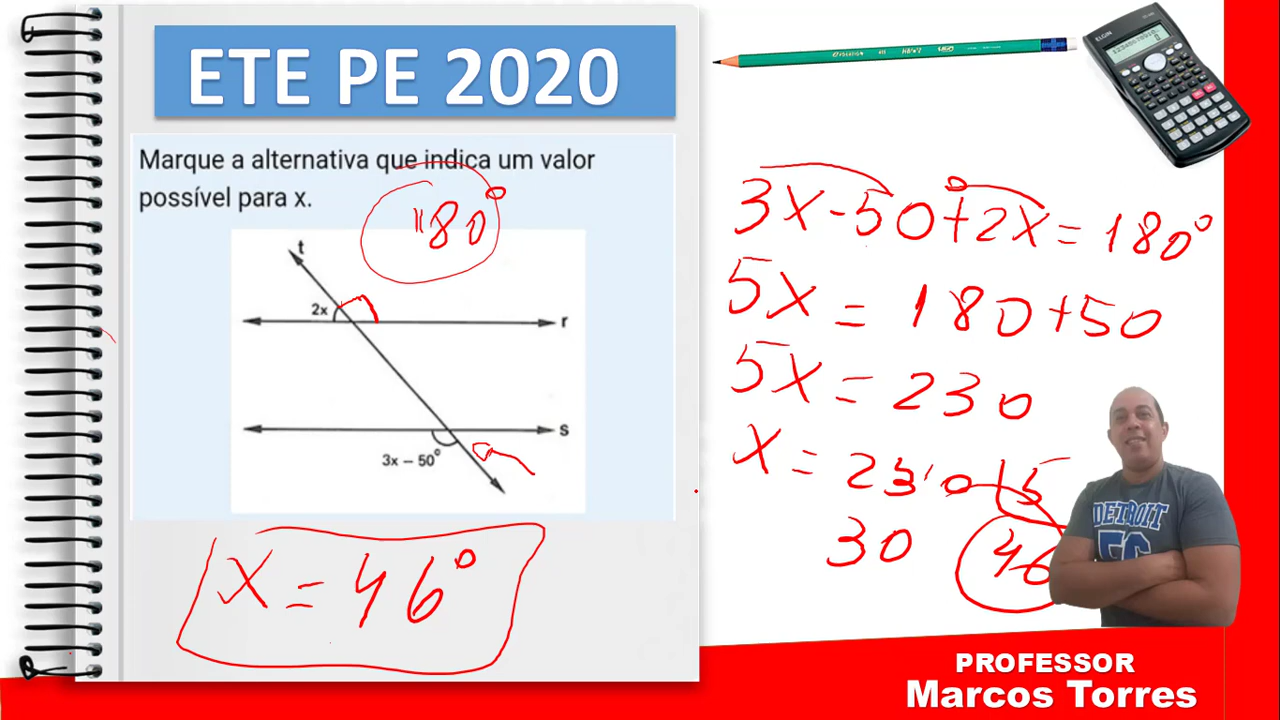 ETE PE 2020
Marque a alternativa que indica um valor
possível para x.
180°
t
2x
r
s
3x – 50°
x = 46°
3x - 50 + 2x = 180°
5x = 180 + 50
5x = 230
x = 230 | 5
30
46
ELGIN
DETROIT
PROFESSOR
Marcos Torres